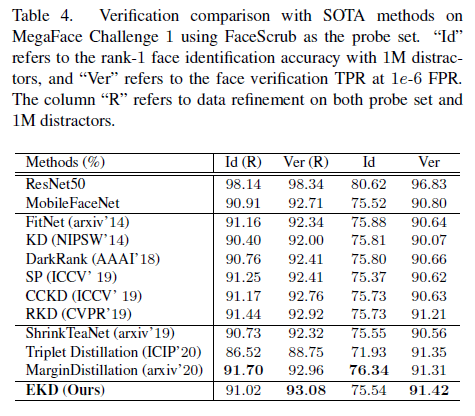 Table 4. Verification comparison with SOTA methods on
MegaFace Challenge 1 using FaceScrub as the probe set. “Id”
refers to the rank-1 face identification accuracy with 1M distrac-
tors, and “Ver” refers to the face verification TPR at 1e-6 FPR.
The column “R” refers to data refinement on both probe set and
1M distractors.
Methods (%) Id (R) Ver (R) Id Ver
ResNet50 98.14 98.34 80.62 96.83
MobileFaceNet 90.91 92.71 75.52 90.80
FitNet (arxiv’14) 91.16 92.34 75.88 90.64
KD (NIPSW’14) 90.40 92.00 75.81 90.07
DarkRank (AAAI’18) 90.76 92.41 75.80 90.66
SP (ICCV’ 19) 91.25 92.41 75.37 90.62
CCKD (ICCV’ 19) 91.17 92.76 75.73 90.63
RKD (CVPR’19) 91.44 92.92 75.73 91.21
ShrinkTeaNet (arxiv’19) 90.73 92.32 75.55 90.56
Triplet Distillation (ICIP’20) 86.52 88.75 71.93 91.35
MarginDistillation (arxiv’20) 91.70 92.96 76.34 91.31
EKD (Ours) 91.02 93.08 75.54 91.42